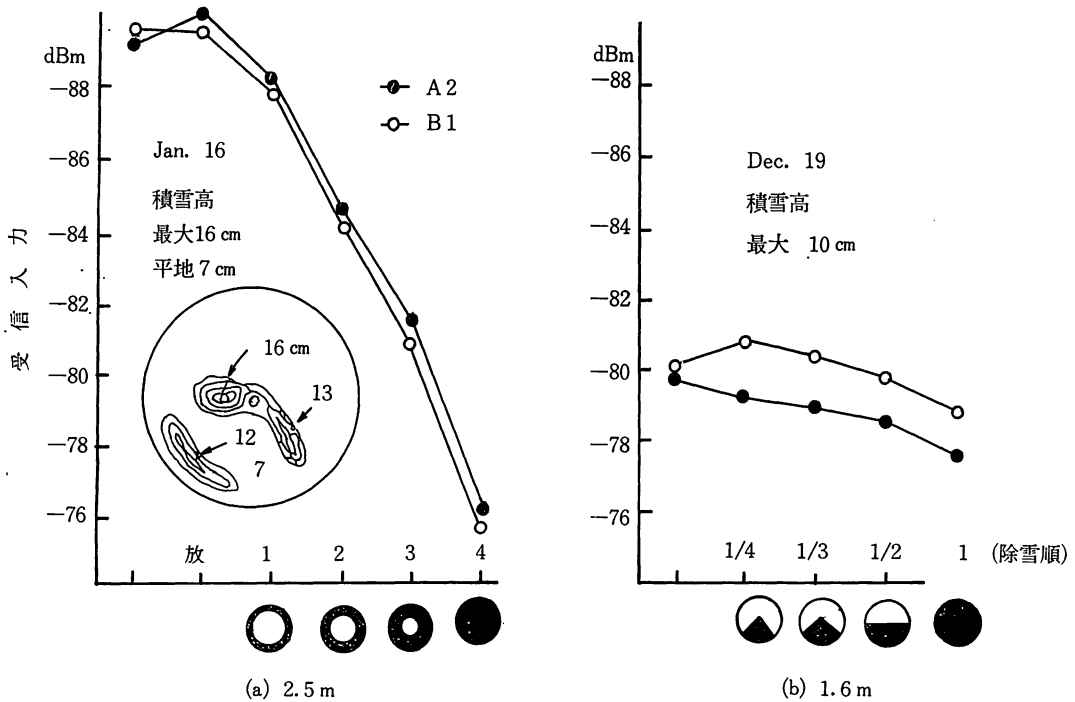 dBm
−88
−86
−84
−82
−80
−78
−76
受信入力
A2
B1
Jan. 16
積雪高
最大16 cm
平地7 cm
16 cm
13
12
7
放
1
2
3
4
(a) 2.5 m
dBm
−88
−86
−84
−82
−80
−78
−76
Dec. 19
積雪高
最大 10 cm
1/4
1/3
1/2
1
(除雪順)
(b) 1.6 m